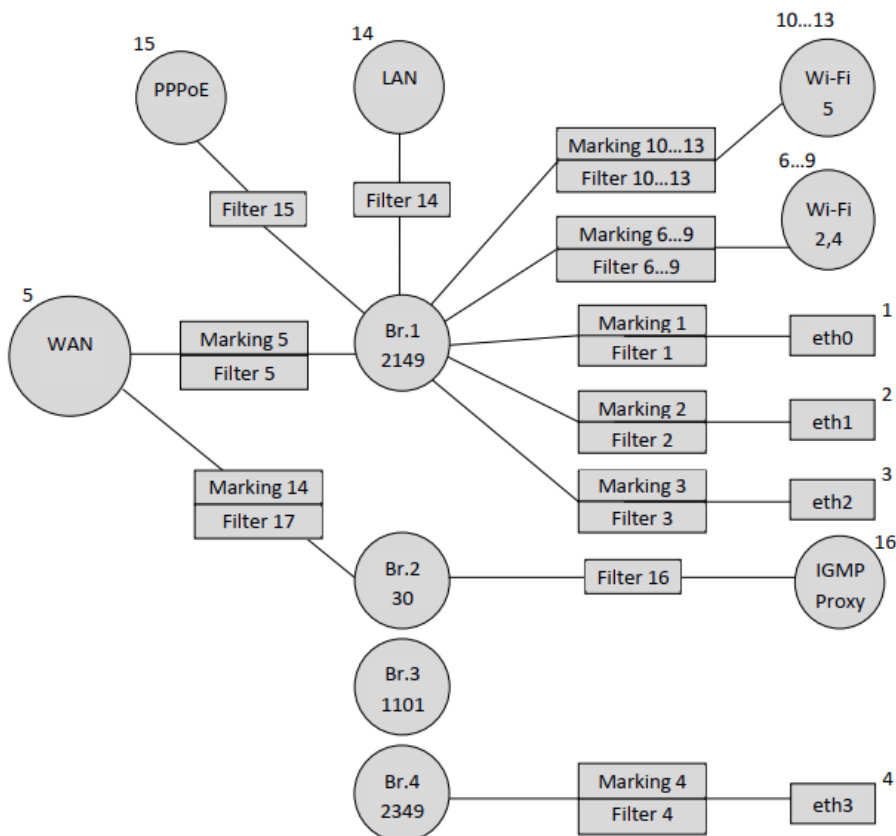 10...13
15
14
PPPoE
LAN
Wi-Fi
5
Marking 10...13
Filter 10...13
6...9
Filter 15
Filter 14
Wi-Fi
2,4
Marking 6...9
Filter 6...9
5
WAN
Marking 5
Filter 5
Br.1
2149
Marking 1
Filter 1
1
eth0
2
Marking 2
Filter 2
eth1
3
Marking 3
Filter 3
eth2
Marking 14
Filter 17
16
Br.2
30
Filter 16
IGMP
Proxy
Br.3
1101
Br.4
2349
Marking 4
Filter 4
4
eth3